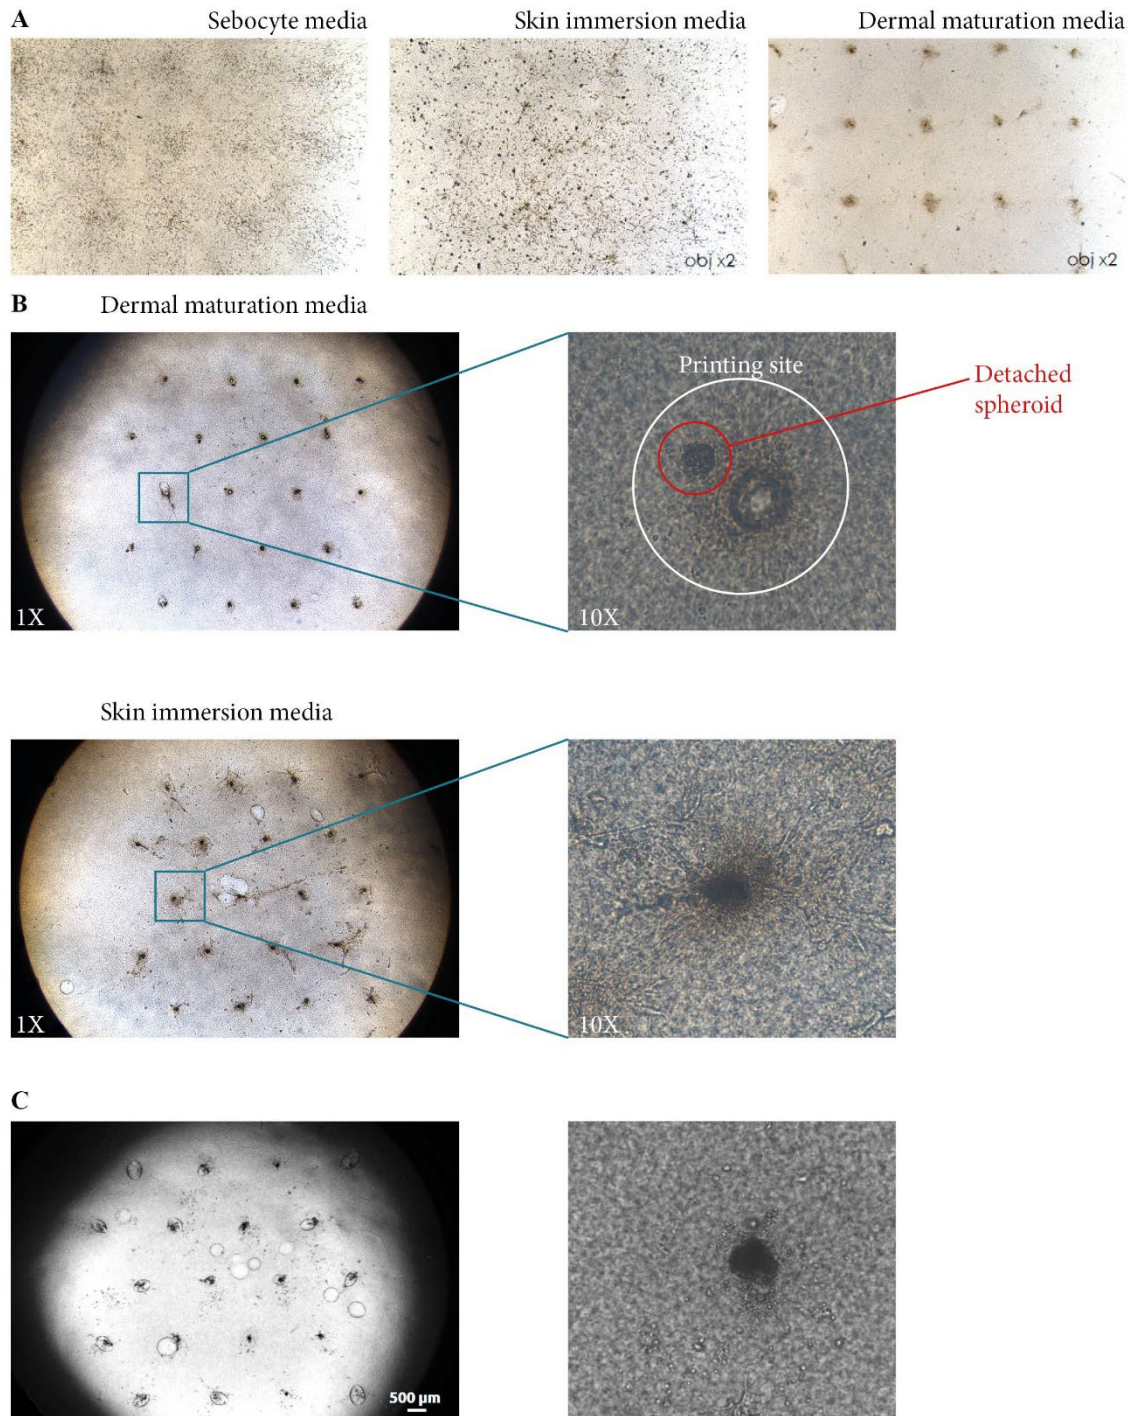 A
Sebocyte media
Skin immersion media
Dermal maturation media
obj x2
obj x2
B
Dermal maturation media
Printing site
Detached
spheroid
1X
10X
Skin immersion media
1X
10X
C
500 µm